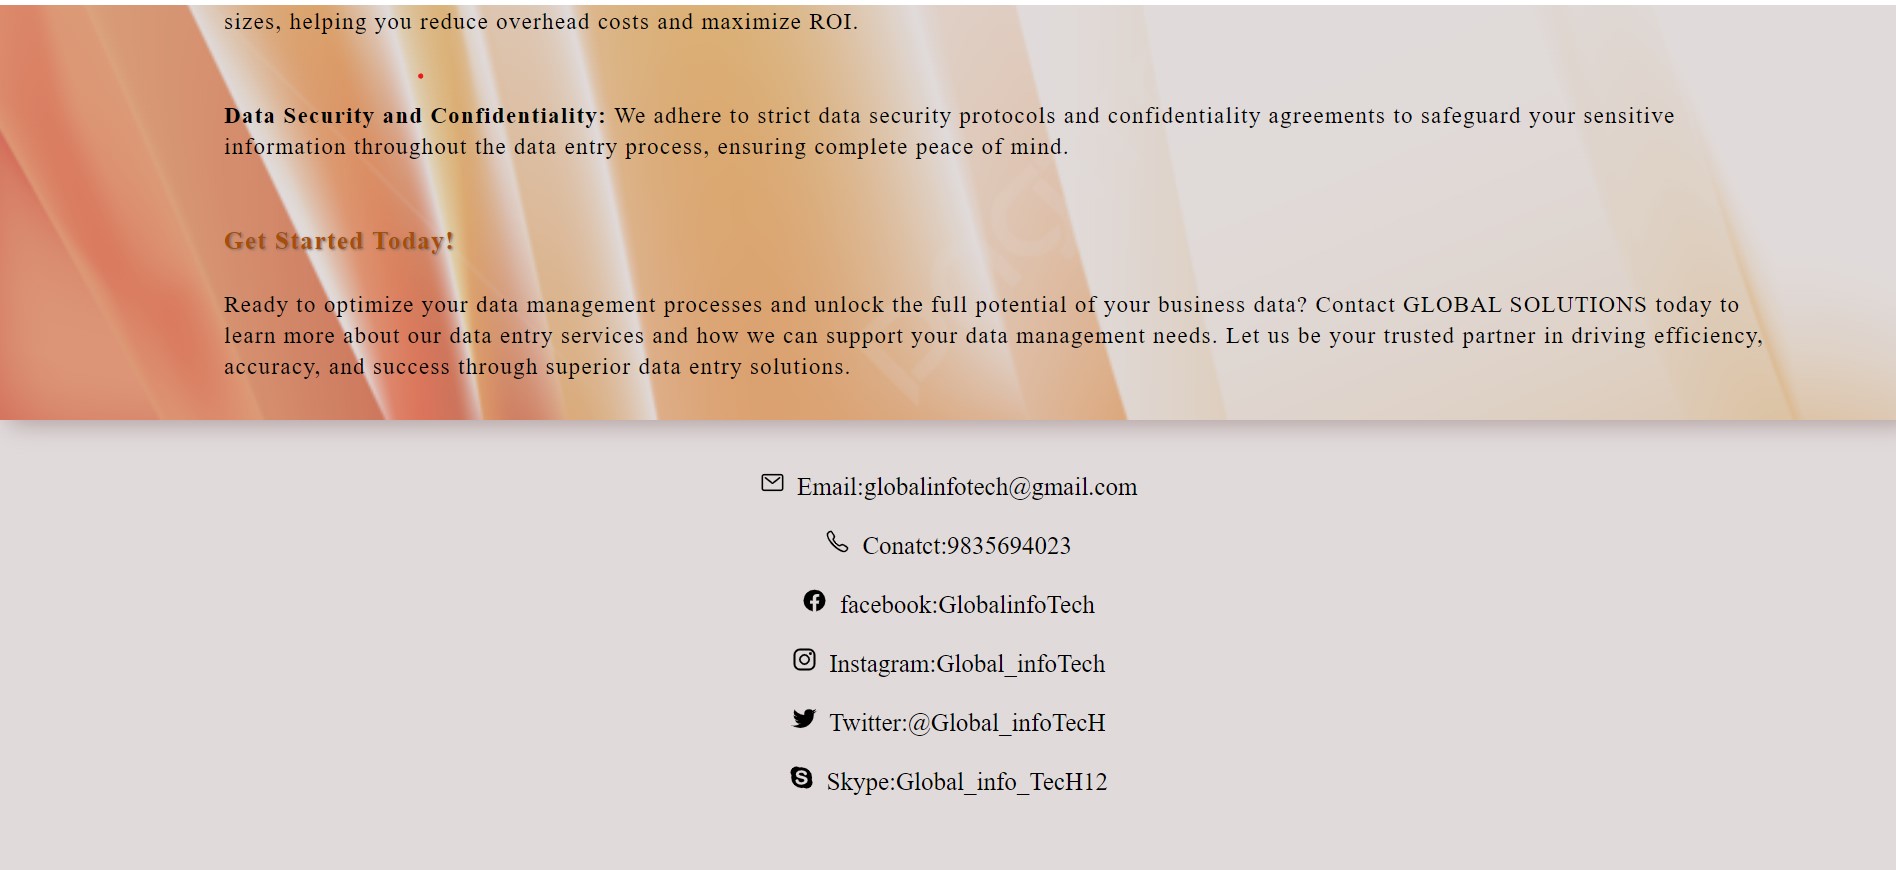 sizes, helping you reduce overhead costs and maximize ROI.
Data Security and Confidentiality: We adhere to strict data security protocols and confidentiality agreements to safeguard your sensitive
information throughout the data entry process, ensuring complete peace of mind.
Get Started Today!
Ready to optimize your data management processes and unlock the full potential of your business data? Contact GLOBAL SOLUTIONS today to
learn more about our data entry services and how we can support your data management needs. Let us be your trusted partner in driving efficiency,
accuracy, and success through superior data entry solutions.
Email:globalinfotech@gmail.com
Conatct:9835694023
facebook:GlobalinfoTech
Instagram:Global_infoTech
Twitter:@Global_infoTecH
Skype:Global_info_TecH12